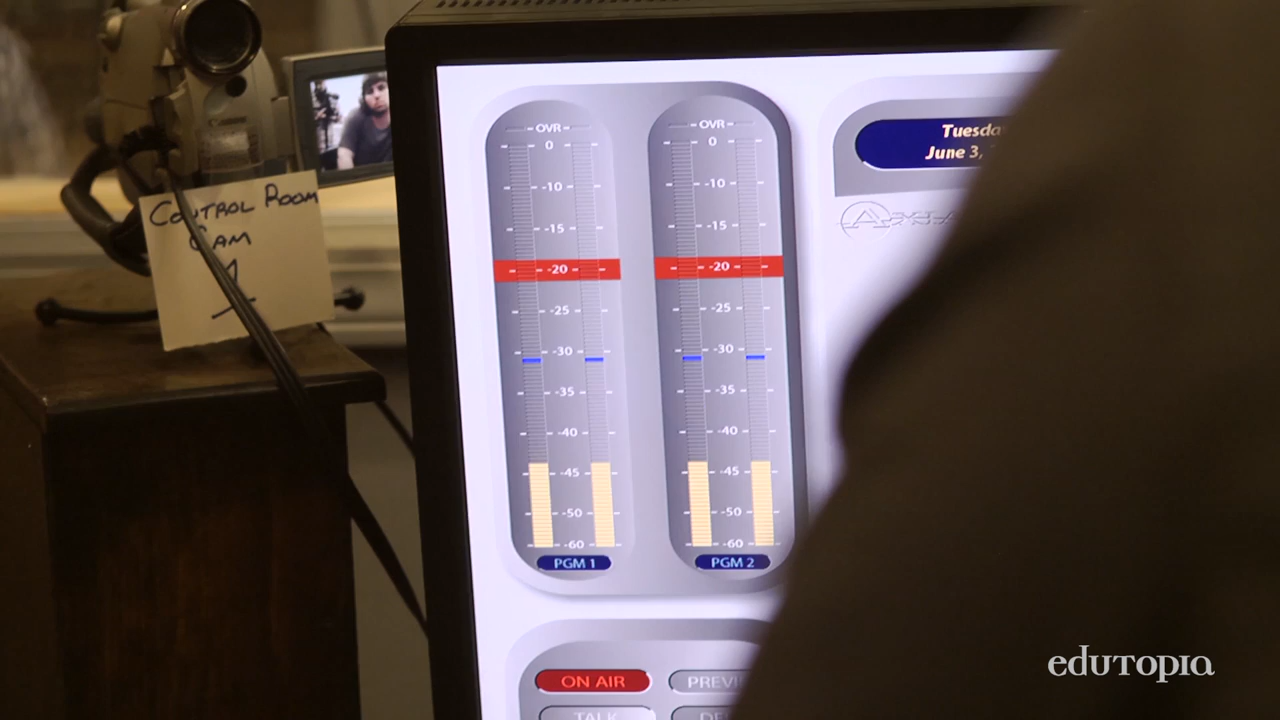 CONTROL ROOM
CAM
1
OVR
0
-10
-15
-20
-25
-30
-35
-40
-45
-50
-60
PGM 1
OVR
0
-10
-15
-20
-25
-30
-35
-40
-45
-50
-60
PGM 2
June 3,
ON AIR
TALK
edutopia